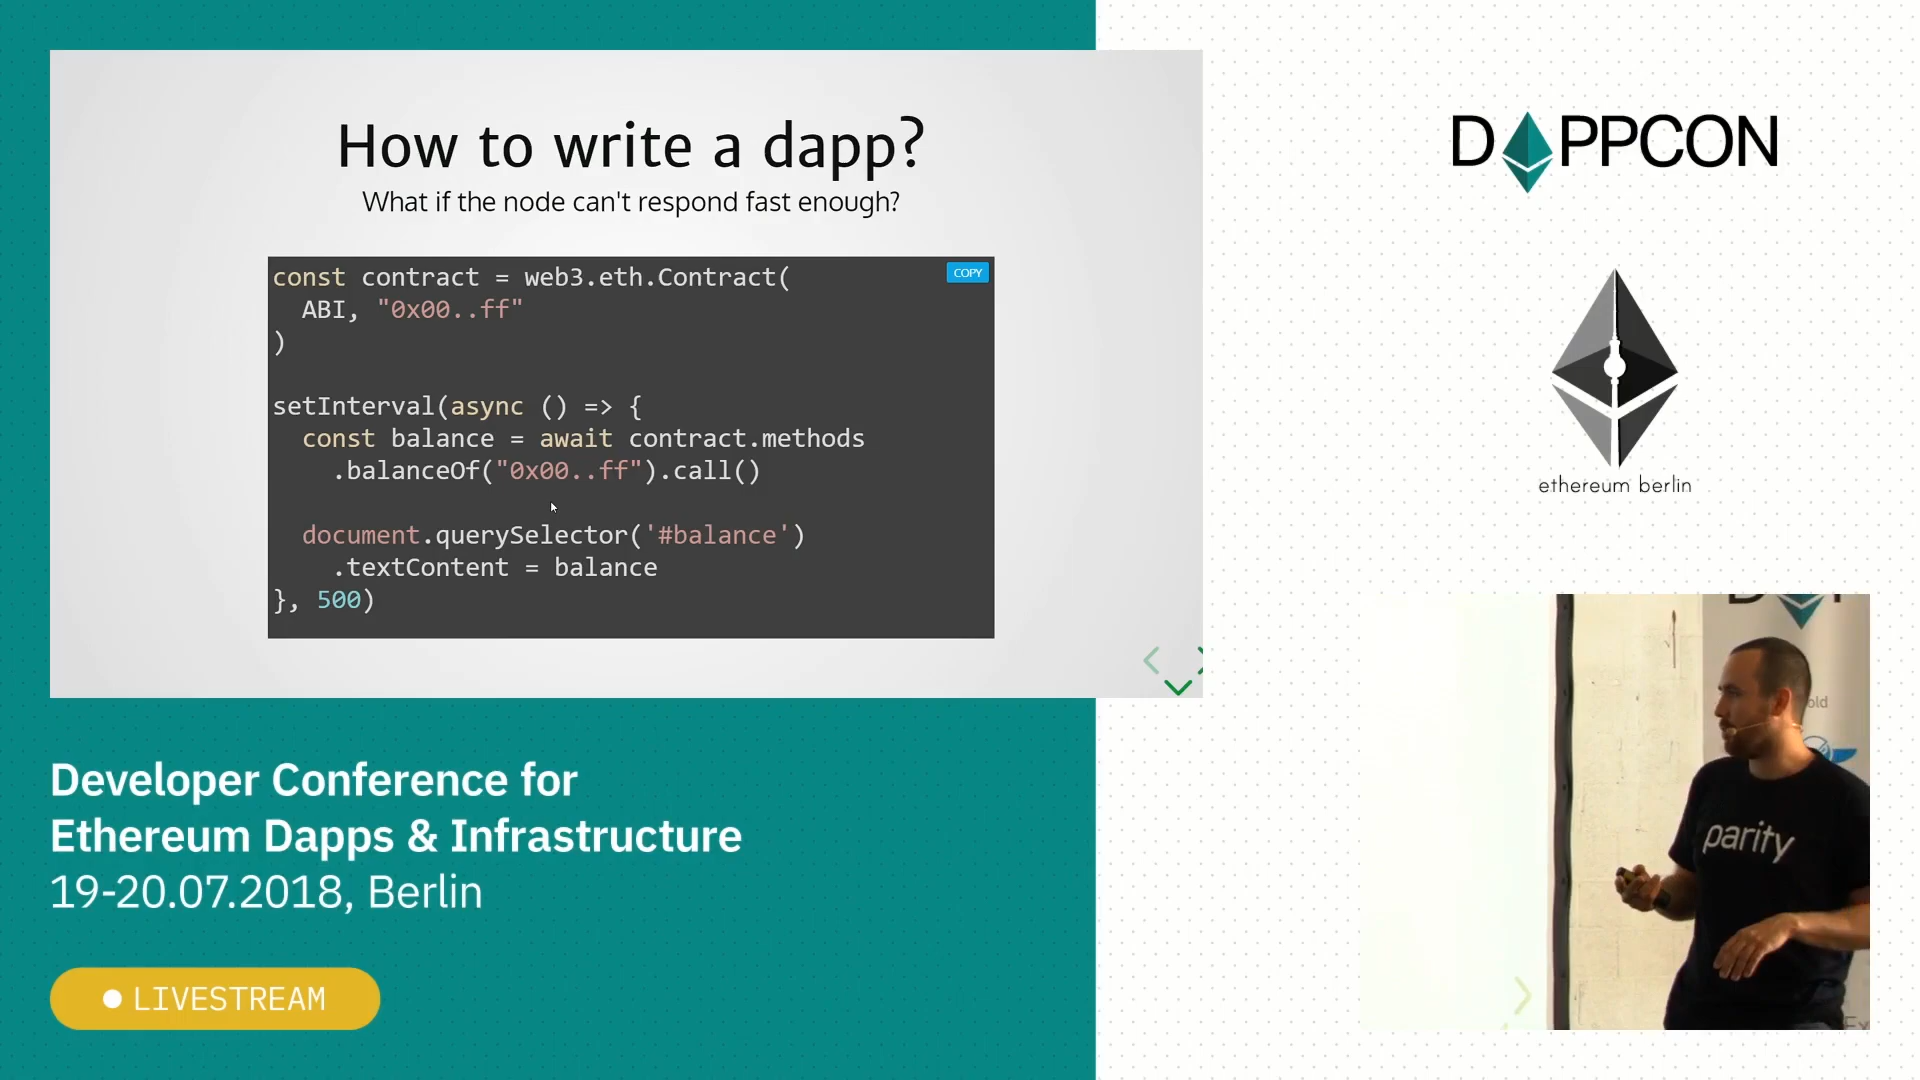 How to write a dapp?
What if the node can't respond fast enough?
COPY
const contract = web3.eth.Contract(
  ABI, "0x00..ff"
)
setInterval(async () => {
  const balance = await contract.methods
    .balanceOf("0x00..ff").call()
  document.querySelector('#balance')
    .textContent = balance
}, 500)
Developer Conference for
Ethereum Dapps & Infrastructure
19-20.07.2018, Berlin
LIVESTREAM
DAPPCON
ethereum berlin
old
parity